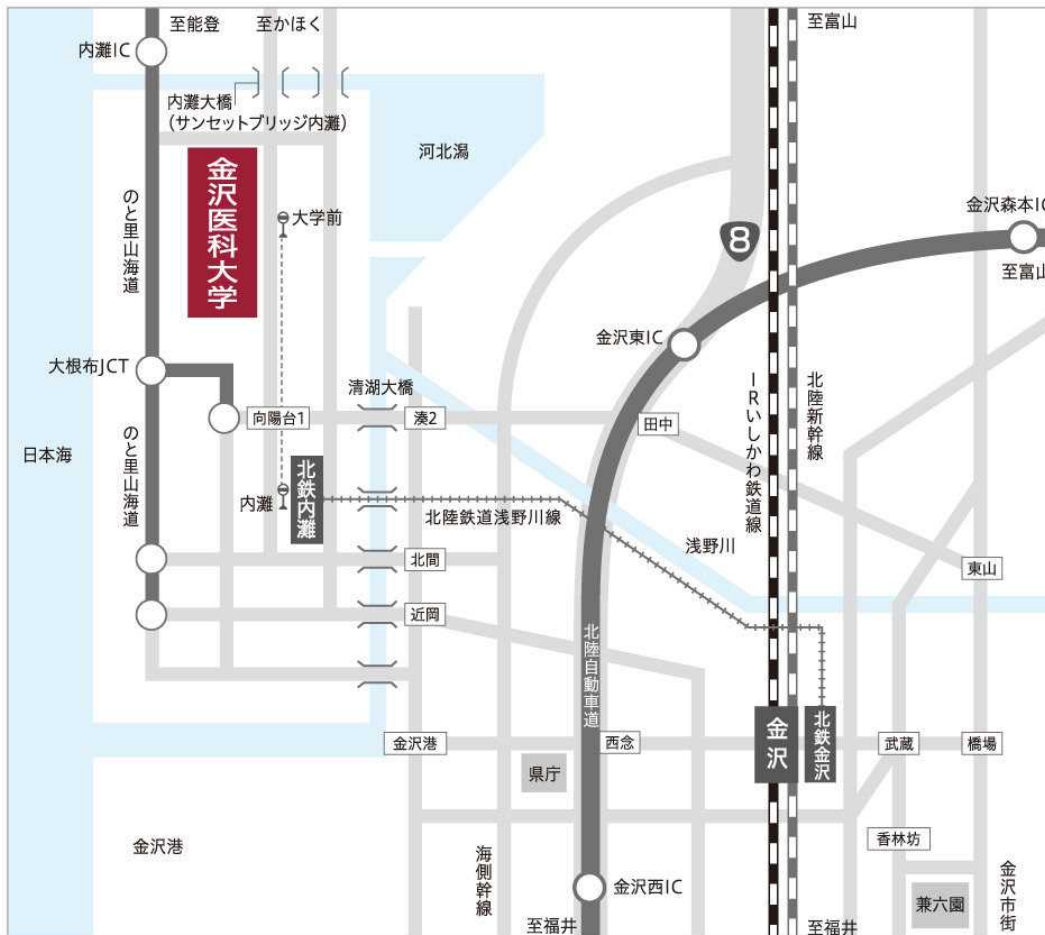 至能登
至かほく
至富山
内灘IC
内灘大橋
（サンセットブリッジ内灘）
河北潟
金沢医科大学
のと里山海道
大学前
8
金沢森本IC
至富山
金沢東IC
大根布JCT
清湖大橋
向陽台1
湊2
田中
IRいしかわ鉄道線
北陸新幹線
日本海
のと里山海道
内灘
北鉄内灘
北陸鉄道浅野川線
浅野川
北間
東山
近岡
北陸自動車道
金沢港
西念
金沢
北鉄金沢
武蔵
橋場
県庁
金沢港
海側幹線
香林坊
金沢西IC
兼六園
金沢市街
至福井
至福井